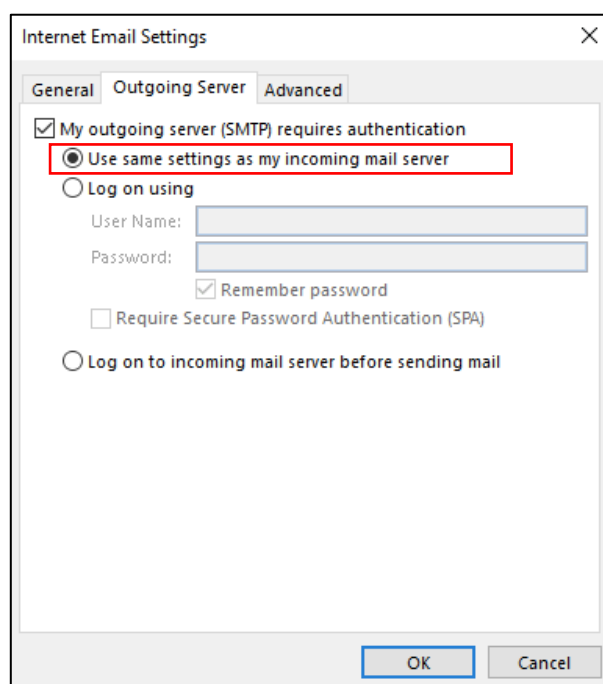 Internet Email Settings
General Outgoing Server Advanced
My outgoing server (SMTP) requires authentication
Use same settings as my incoming mail server
Log on using
User Name:
Password:
Remember password
Require Secure Password Authentication (SPA)
Log on to incoming mail server before sending mail
OK Cancel